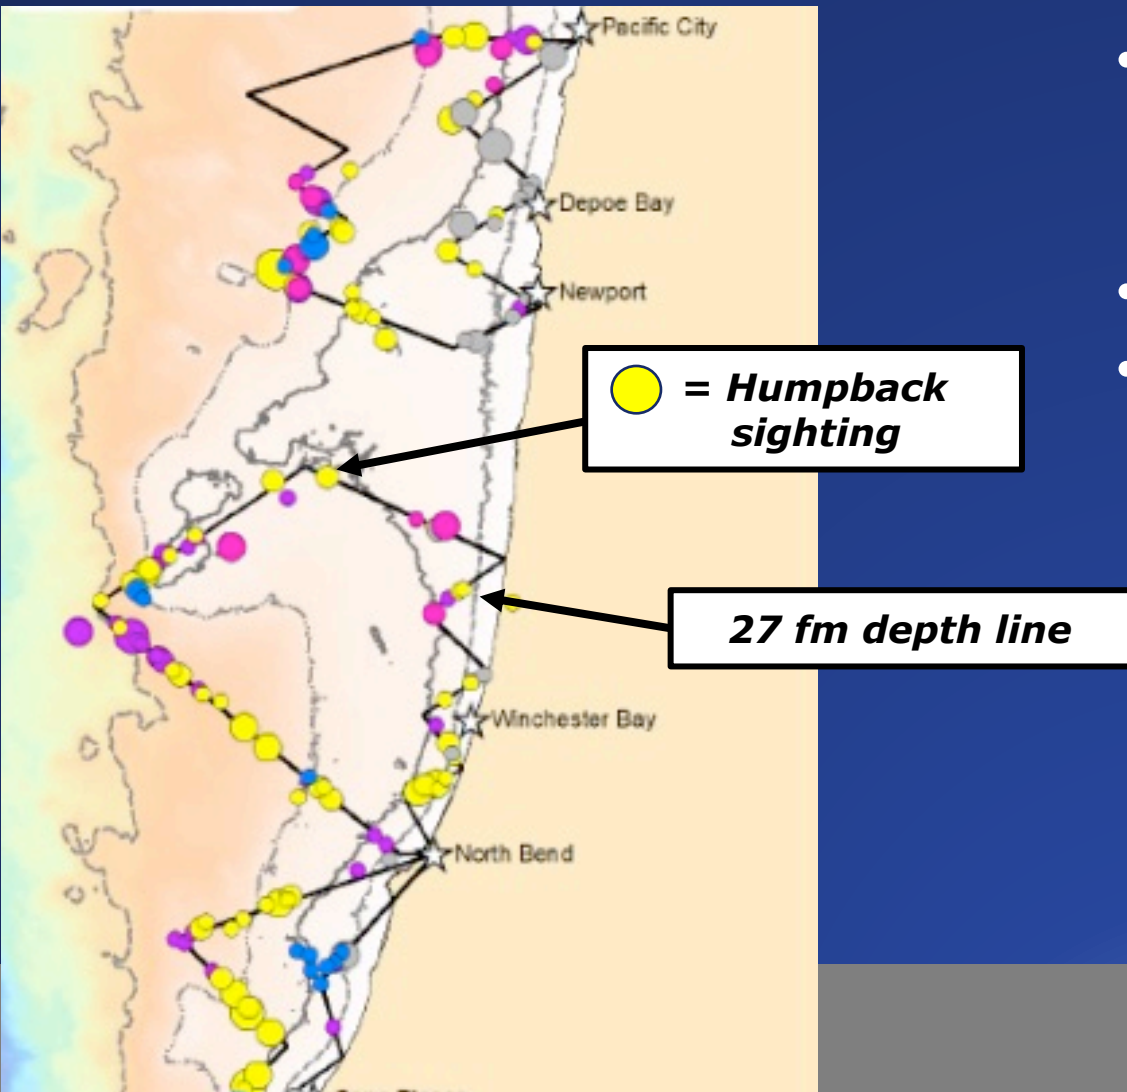 Pacific City
Depoe Bay
Newport
= Humpback
sighting
27 fm depth line
Winchester Bay
North Bend